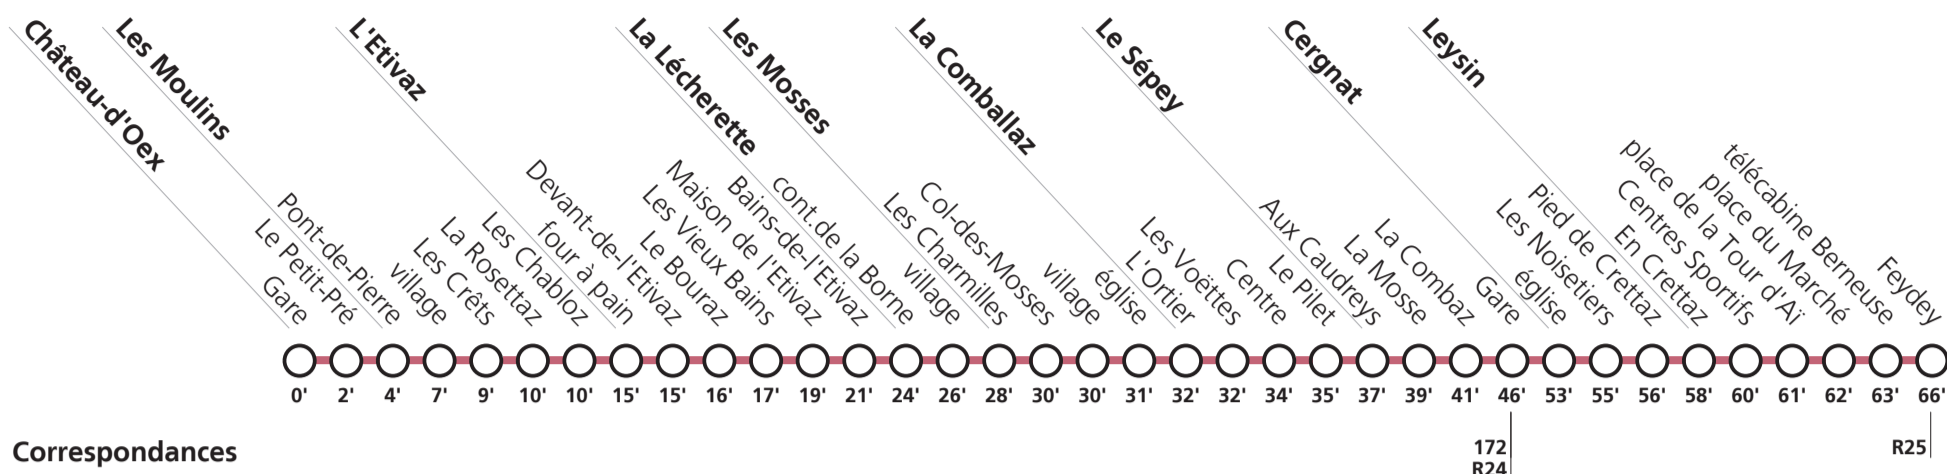 Château-d'Oex
Les Moulins
L'Etivaz
La Lécherette
Les Mosses
La Comballaz
Le Sépey
Cergnat
Leysin
Gare
Le Petit-Pré
Pont-de-Pierre
village
Les Crêts
La Rosettaz
Les Chabloz
four à pain
Devant-de-l'Etivaz
Le Bouraz
Les Vieux Bains
Maison de l'Etivaz
Bains-de-l'Etivaz
cont.de la Borne
village
Les Charmilles
Col-des-Mosses
village
église
L'Ortier
Les Voëttes
Centre
Le Pilet
Aux Caudreys
La Mosse
La Combaz
Gare
église
Les Noisetiers
Pied de Crettaz
En Crettaz
Centres Sportifs
place de la Tour d'Aï
place du Marché
télécabine Berneuse
Feydey
0' 2' 4' 7' 9' 10' 10' 15' 15' 16' 17' 19' 21' 24' 26' 28' 30' 30' 31' 32' 32' 34' 35' 37' 39' 41' 46' 53' 55' 56' 58' 60' 61' 62' 63' 66'
Correspondances
172
R24
R25